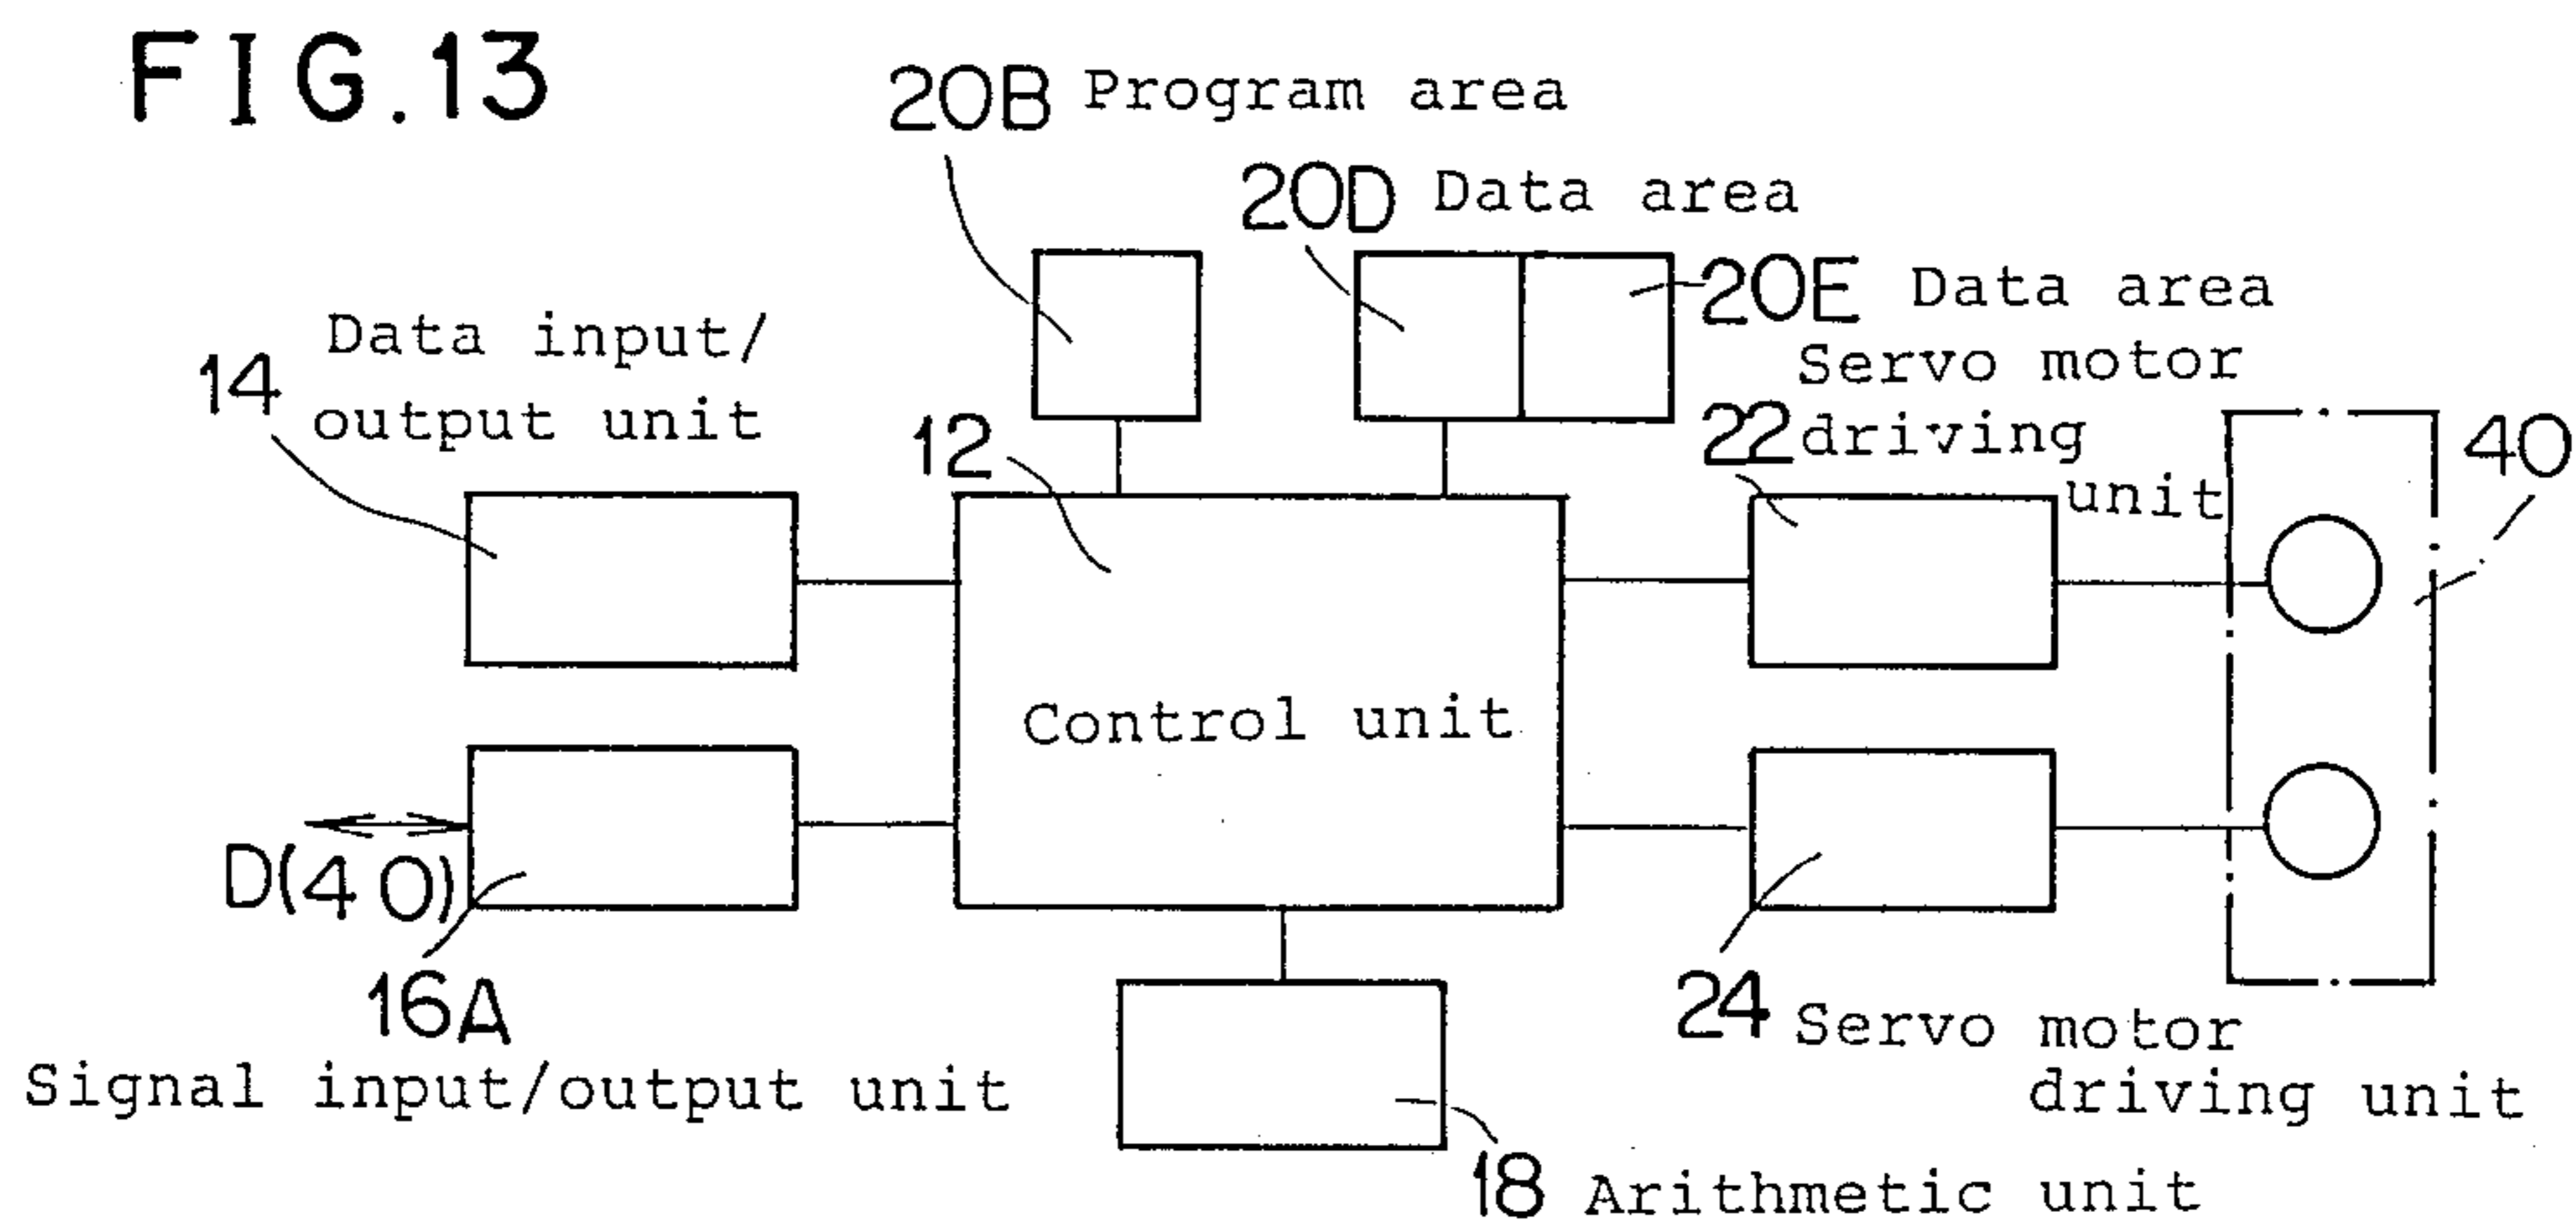 FIG.13
20B Program area
20D Data area
20E Data area
14 Data input/
output unit
12
Servo motor
22 driving
unit
40
Control unit
D(40)
16A
Signal input/output unit
24 Servo motor
driving unit
18 Arithmetic unit